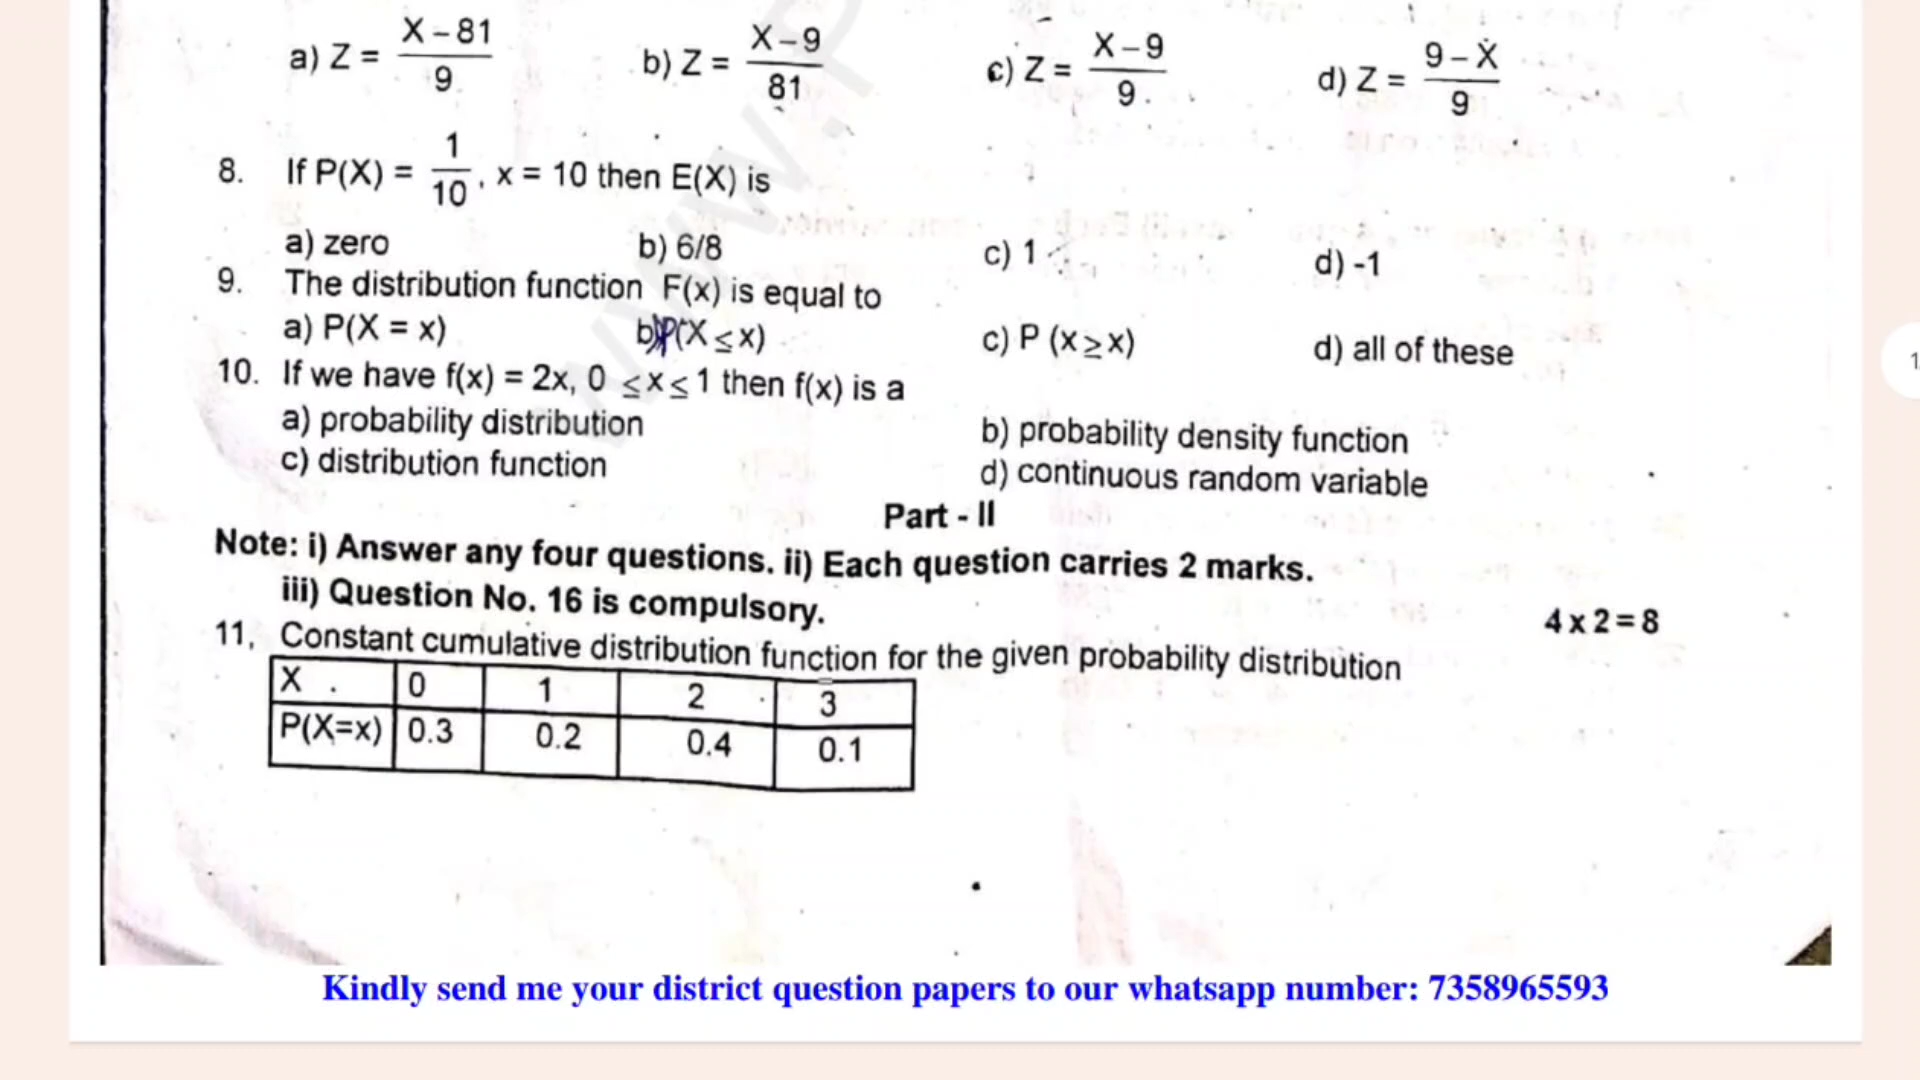 a) Z = X – 81 / 9 b) Z = X – 9 / 81 c) Z = X – 9 / 9 d) Z = 9 – X / 9
8. If P(X) = 1/10, x = 10 then E(X) is
a) zero b) 6/8 c) 1 d) -1
9. The distribution function F(x) is equal to
a) P(X = x) b) P(X ≤ x) c) P (x ≥ x) d) all of these
10. If we have f(x) = 2x, 0 ≤ x ≤ 1 then f(x) is a
a) probability distribution b) probability density function
c) distribution function d) continuous random variable
Part - II
Note: i) Answer any four questions. ii) Each question carries 2 marks.
iii) Question No. 16 is compulsory. 4 x 2 = 8
11. Constant cumulative distribution function for the given probability distribution
X 0 1 2 3
P(X=x) 0.3 0.2 0.4 0.1
Kindly send me your district question papers to our whatsapp number: 7358965593